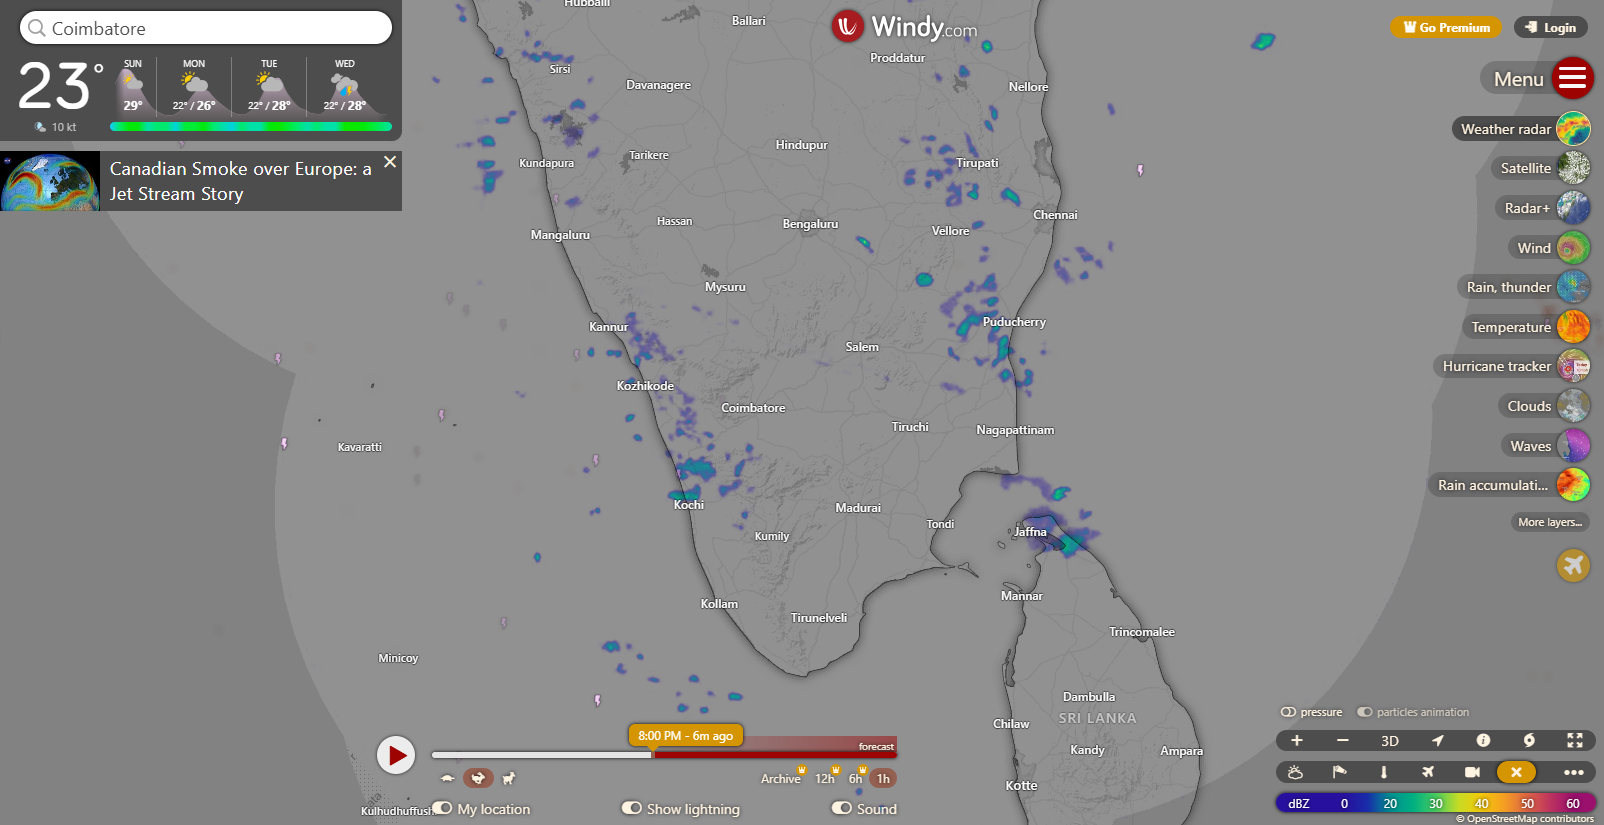 Coimbatore
23°
10 kt
SUN
29°
MON
22° / 26°
TUE
22° / 28°
WED
22° / 28°
Canadian Smoke over Europe: a
Jet Stream Story
Windy.com
Go Premium
Login
Menu
Weather radar
Satellite
Radar+
Wind
Rain, thunder
Temperature
Hurricane tracker
Clouds
Waves
Rain accumulati...
More layers...
Hubballi
Ballari
Proddatur
Sirsi
Davanagere
Nellore
Hindupur
Kundapura
Tarikere
Tirupati
Hassan
Chennai
Mangaluru
Bengaluru
Vellore
Mysuru
Kannur
Puducherry
Salem
Kozhikode
Coimbatore
Tiruchi
Nagapattinam
Kavaratti
Kochi
Madurai
Tondi
Jaffna
Kumily
Mannar
Kollam
Tirunelveli
Trincomalee
Minicoy
Dambulla
SRI LANKA
Chilaw
Kandy
Ampara
Kotte
Kulhudhuffushi
8:00 PM - 6m ago
forecast
Archive
12h
6h
1h
My location
Show lightning
Sound
pressure
particles animation
+
−
3D
dBZ 0 20 30 40 50 60
© OpenStreetMap contributors